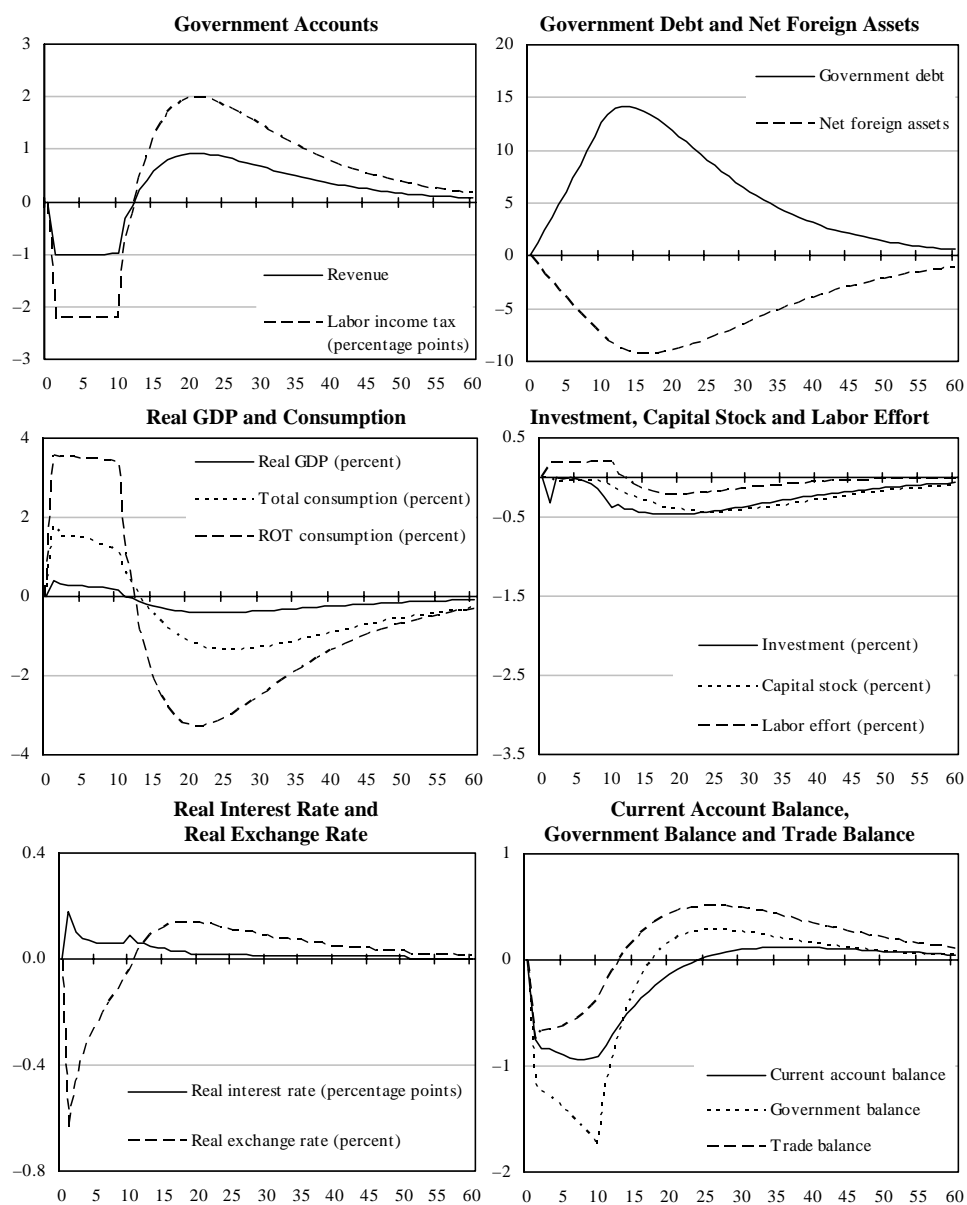 Government Accounts
3
2
1
0
−1
−2
−3
Revenue
Labor income tax
(percentage points)
0 5 10 15 20 25 30 35 40 45 50 55 60
Government Debt and Net Foreign Assets
20
15
10
5
0
−5
−10
Government debt
Net foreign assets
0 5 10 15 20 25 30 35 40 45 50 55 60
Real GDP and Consumption
4
2
0
−2
−4
Real GDP (percent)
Total consumption (percent)
ROT consumption (percent)
0 5 10 15 20 25 30 35 40 45 50 55 60
Investment, Capital Stock and Labor Effort
0.5
−0.5
−1.5
−2.5
−3.5
Investment (percent)
Capital stock (percent)
Labor effort (percent)
0 5 10 15 20 25 30 35 40 45 50 55 60
Real Interest Rate and
Real Exchange Rate
0.4
0.0
−0.4
−0.8
Real interest rate (percentage points)
Real exchange rate (percent)
0 5 10 15 20 25 30 35 40 45 50 55 60
Current Account Balance,
Government Balance and Trade Balance
1
0
−1
−2
Current account balance
Government balance
Trade balance
0 5 10 15 20 25 30 35 40 45 50 55 60